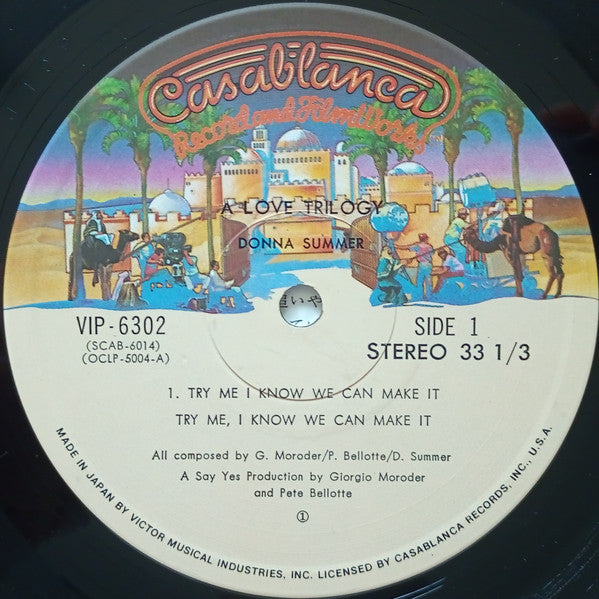 Casablanca
Record and FilmWorks
A LOVE TRILOGY
DONNA SUMMER
VIP-6302
(SCAB-6014)
(OCLP-5004-A)
SIDE 1
STEREO 33 1/3
1. TRY ME I KNOW WE CAN MAKE IT
TRY ME, I KNOW WE CAN MAKE IT
All composed by G. Moroder/P. Bellotte/D. Summer
A Say Yes Production by Giorgio Moroder
and Pete Bellotte
①
MADE IN JAPAN BY VICTOR MUSICAL INDUSTRIES, INC. LICENSED BY CASABLANCA RECORDS, INC., U.S.A.